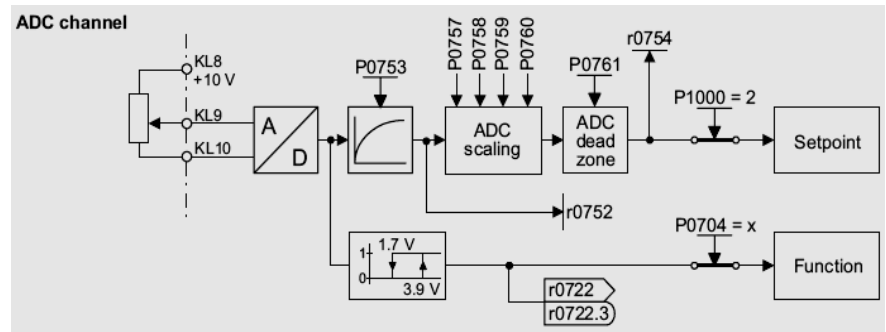 ADC channel
KL8
+10 V
KL9
KL10
A
D
P0753
P0757
P0758
P0759
P0760
ADC
scaling
P0761
ADC
dead
zone
r0754
P1000 = 2
Setpoint
r0752
1.7 V
1
0
3.9 V
r0722
r0722.3
P0704 = x
Function